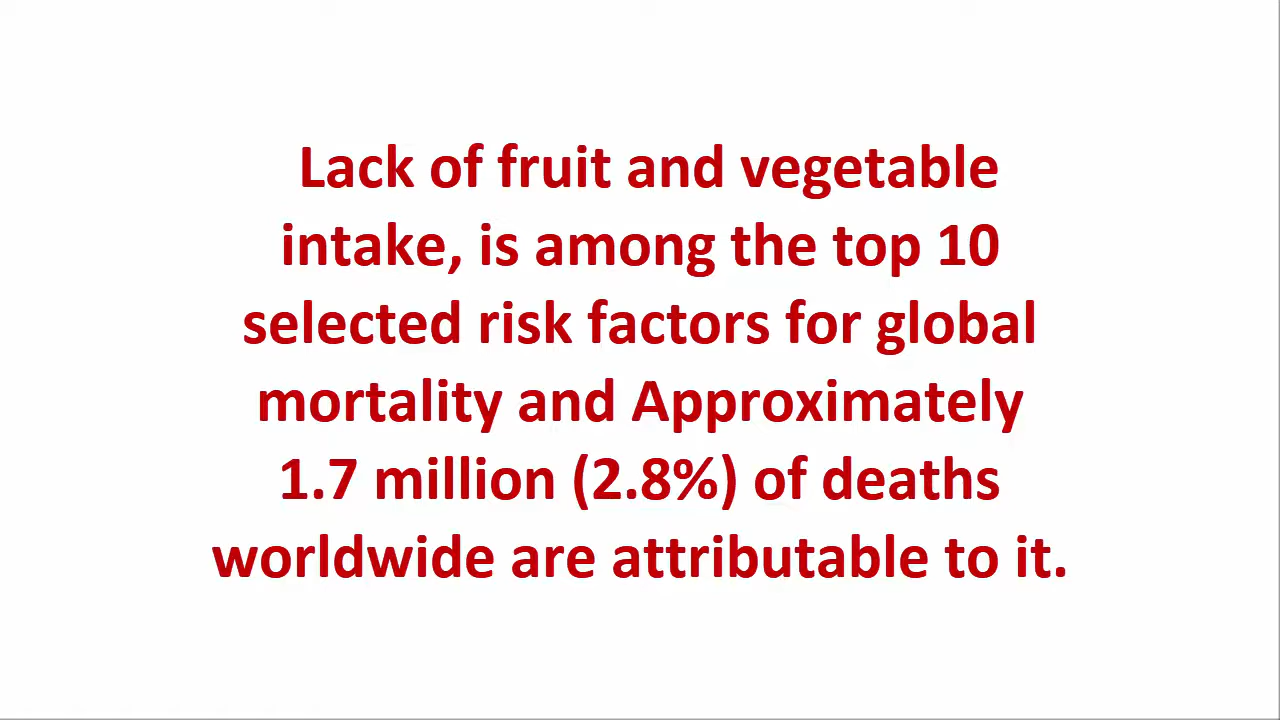 Lack of fruit and vegetable
intake, is among the top 10
selected risk factors for global
mortality and Approximately
1.7 million (2.8%) of deaths
worldwide are attributable to it.